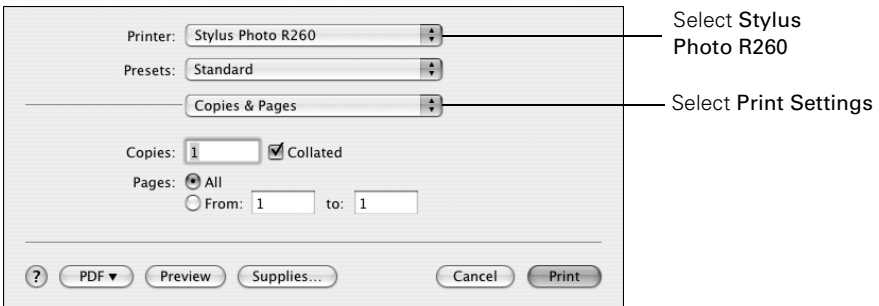 Printer: Stylus Photo R260
Select Stylus
Photo R260
Presets: Standard
Copies & Pages
Select Print Settings
Copies: 1 Collated
Pages: All
From: 1 to: 1
? PDF▼ Preview Supplies... Cancel Print